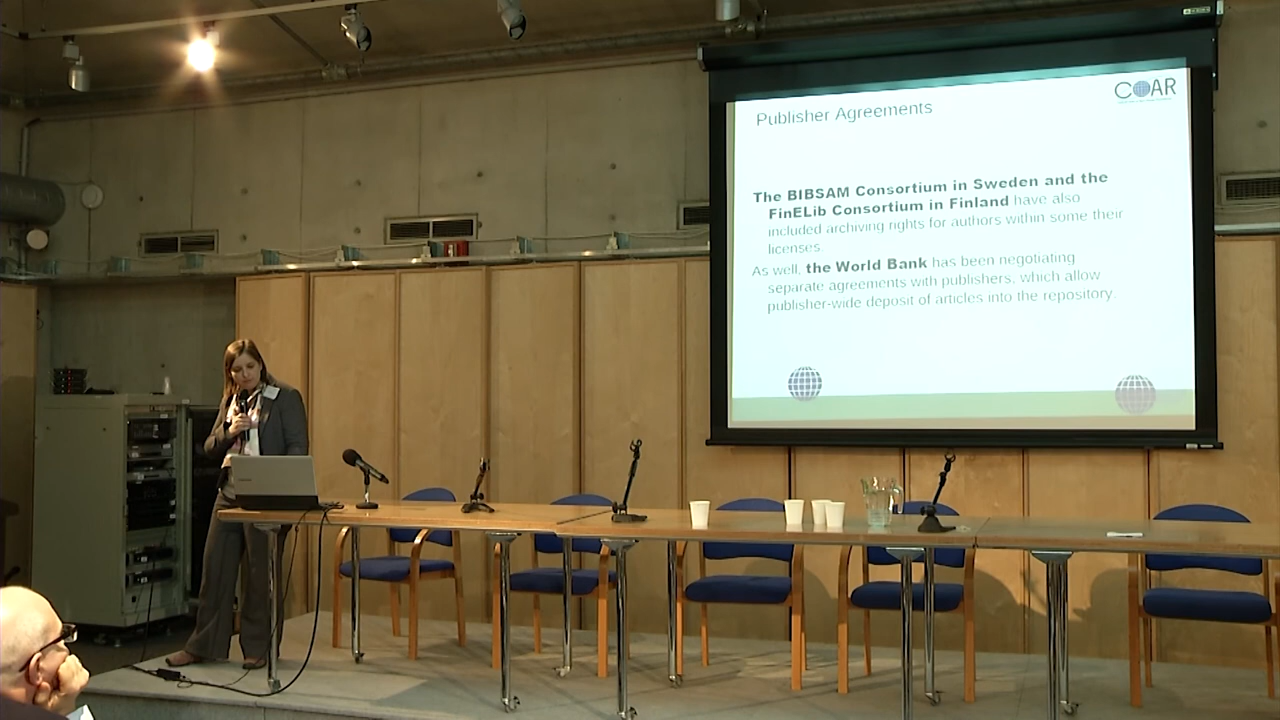 COAR
Publisher Agreements
The BIBSAM Consortium in Sweden and the
FinELib Consortium in Finland have also
included archiving rights for authors within some their
licenses.
As well, the World Bank has been negotiating
separate agreements with publishers, which allow
publisher-wide deposit of articles into the repository.